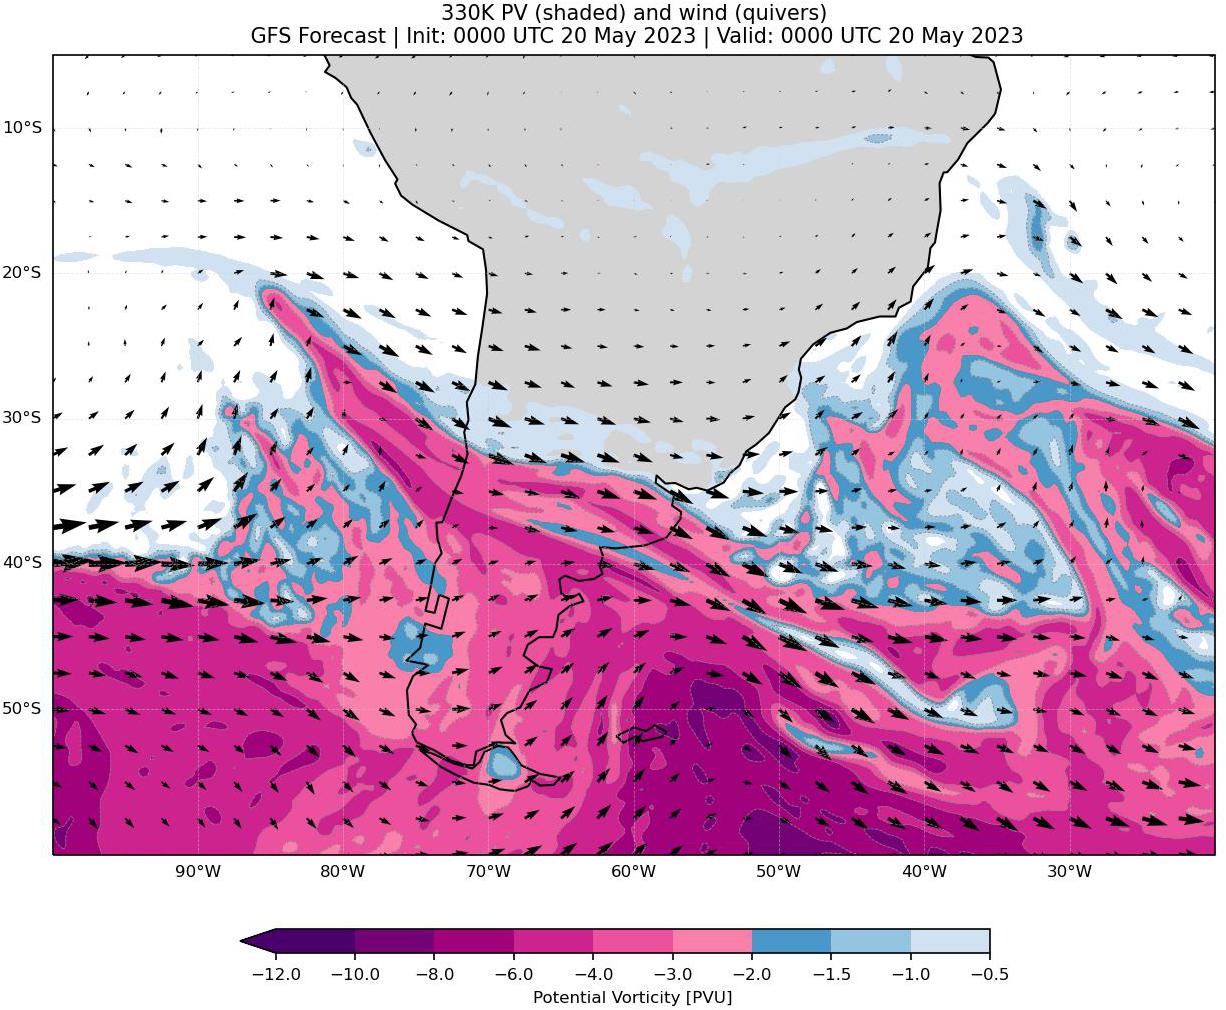 330K PV (shaded) and wind (quivers)
GFS Forecast | Init: 0000 UTC 20 May 2023 | Valid: 0000 UTC 20 May 2023
10°S
20°S
30°S
40°S
50°S
90°W 80°W 70°W 60°W 50°W 40°W 30°W
−12.0 −10.0 −8.0 −6.0 −4.0 −3.0 −2.0 −1.5 −1.0 −0.5
Potential Vorticity [PVU]